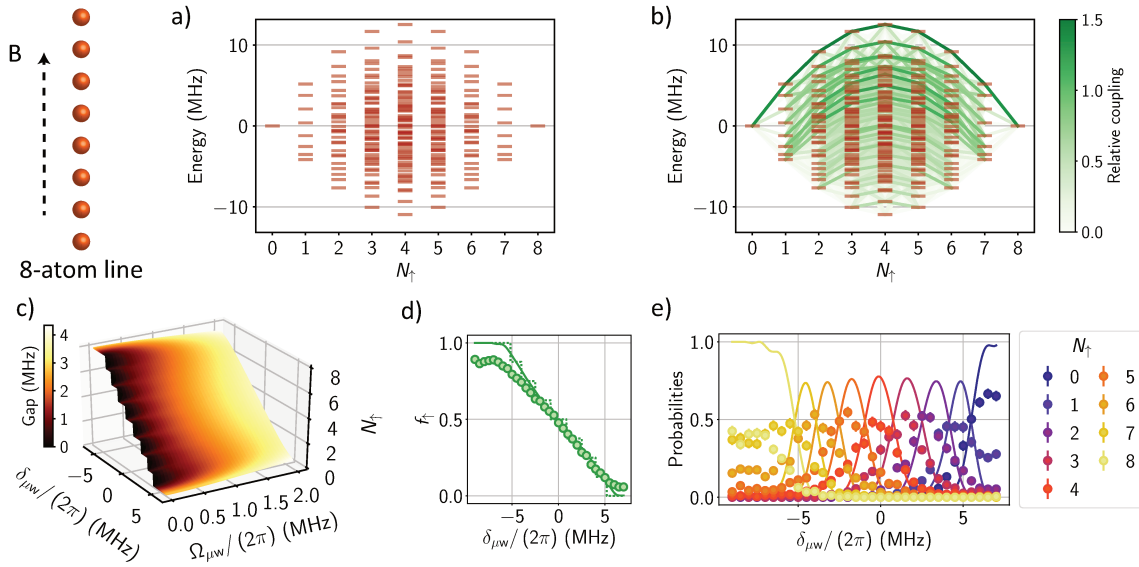 B
8-atom line
a)
Energy (MHz)
10
0
−10
0 1 2 3 4 5 6 7 8
N↑
b)
Energy (MHz)
10
0
−10
0 1 2 3 4 5 6 7 8
N↑
1.5
1.0
0.5
0.0
Relative coupling
c)
Gap (MHz)
4
3
2
1
0
−5
0
5
δμw/(2π) (MHz)
0.0 0.5 1.0 1.5 2.0
Ωμw/(2π) (MHz)
8
6
4
2
0
N↑
d)
f↑
1.0
0.5
0.0
−5 0 5
δμw/(2π) (MHz)
e)
Probabilities
1.0
0.5
0.0
−5 0 5
δμw/(2π) (MHz)
N↑
0 5
1 6
2 7
3 8
4